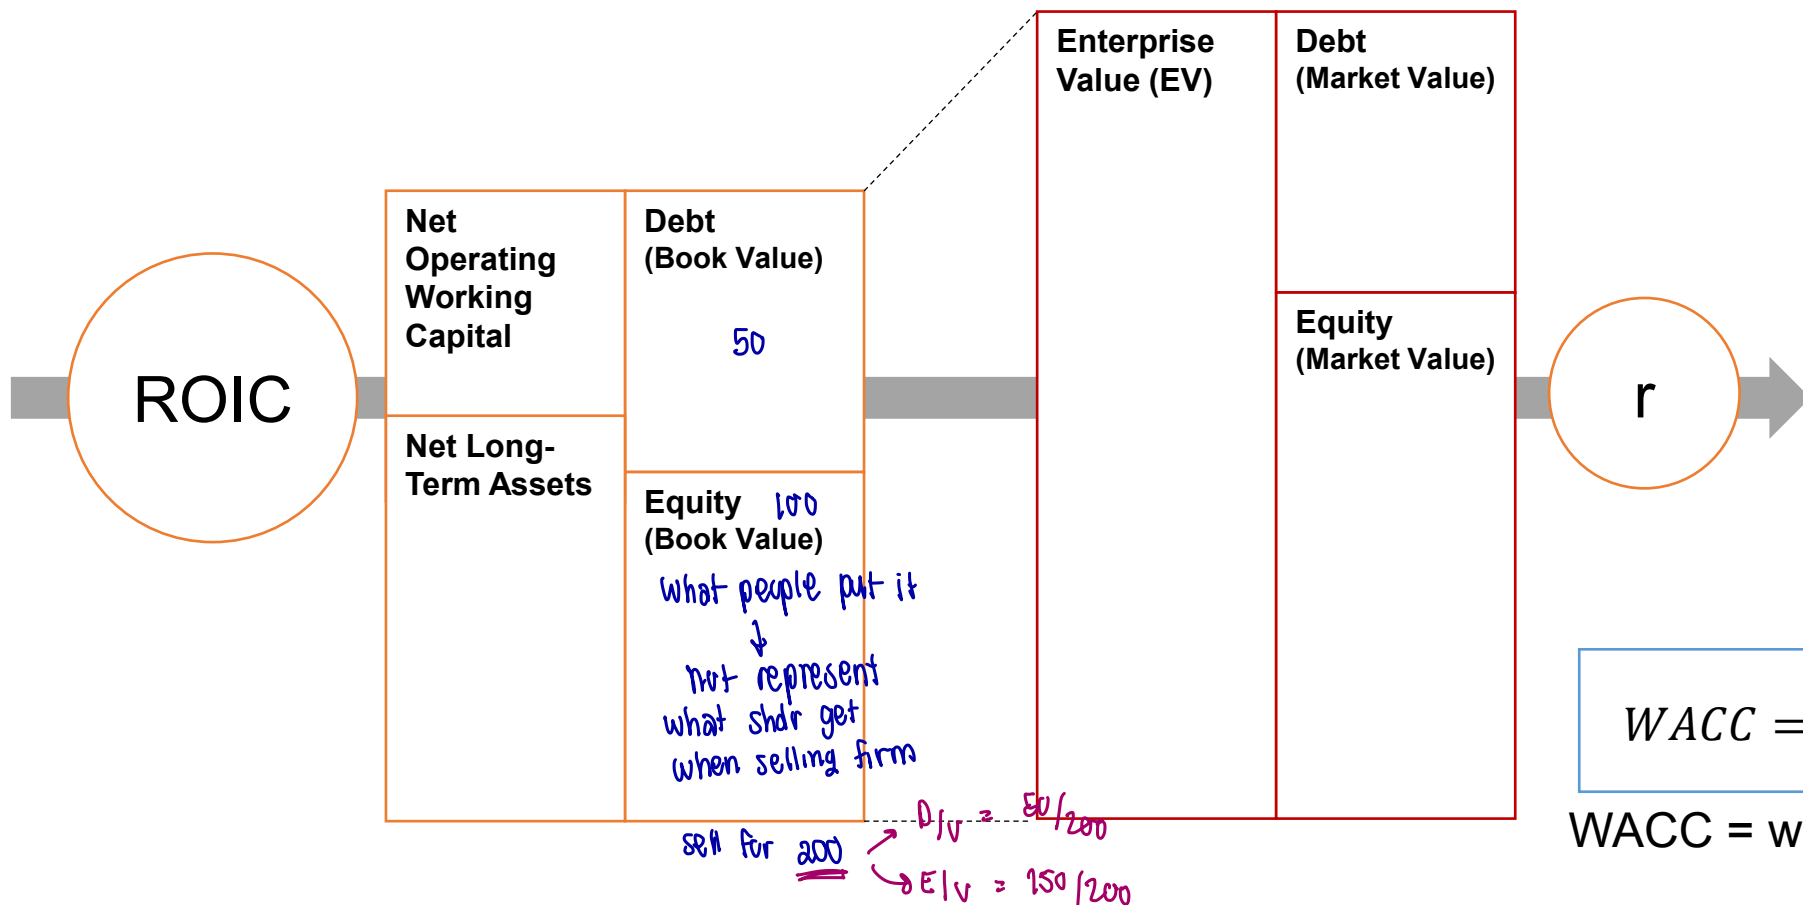 ROIC
Net
Operating
Working
Capital
Net Long-
Term Assets
Debt
(Book Value)
50
Equity 100
(Book Value)
what people put it
↓
not represent
what shdr get
when selling firm
sell for 200
D/V = 50/200
E/V = 150/200
Enterprise
Value (EV)
Debt
(Market Value)
Equity
(Market Value)
r
WACC =
WACC = w